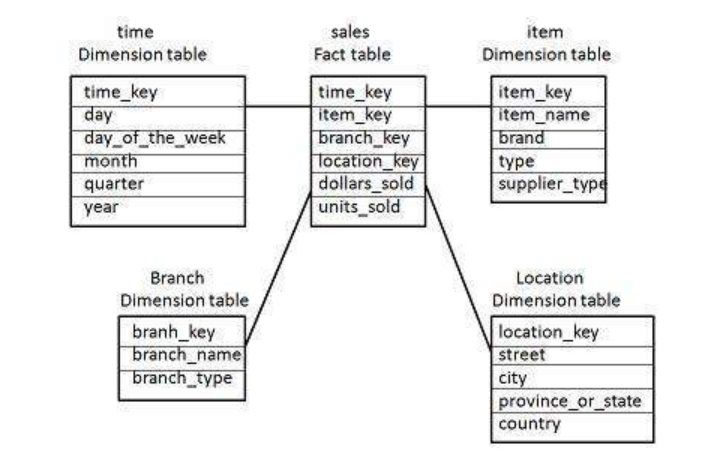 time
Dimension table
time_key
day
day_of_the_week
month
quarter
year
sales
Fact table
time_key
item_key
branch_key
location_key
dollars_sold
units_sold
item
Dimension table
item_key
item_name
brand
type
supplier_type
Branch
Dimension table
branh_key
branch_name
branch_type
Location
Dimension table
location_key
street
city
province_or_state
country